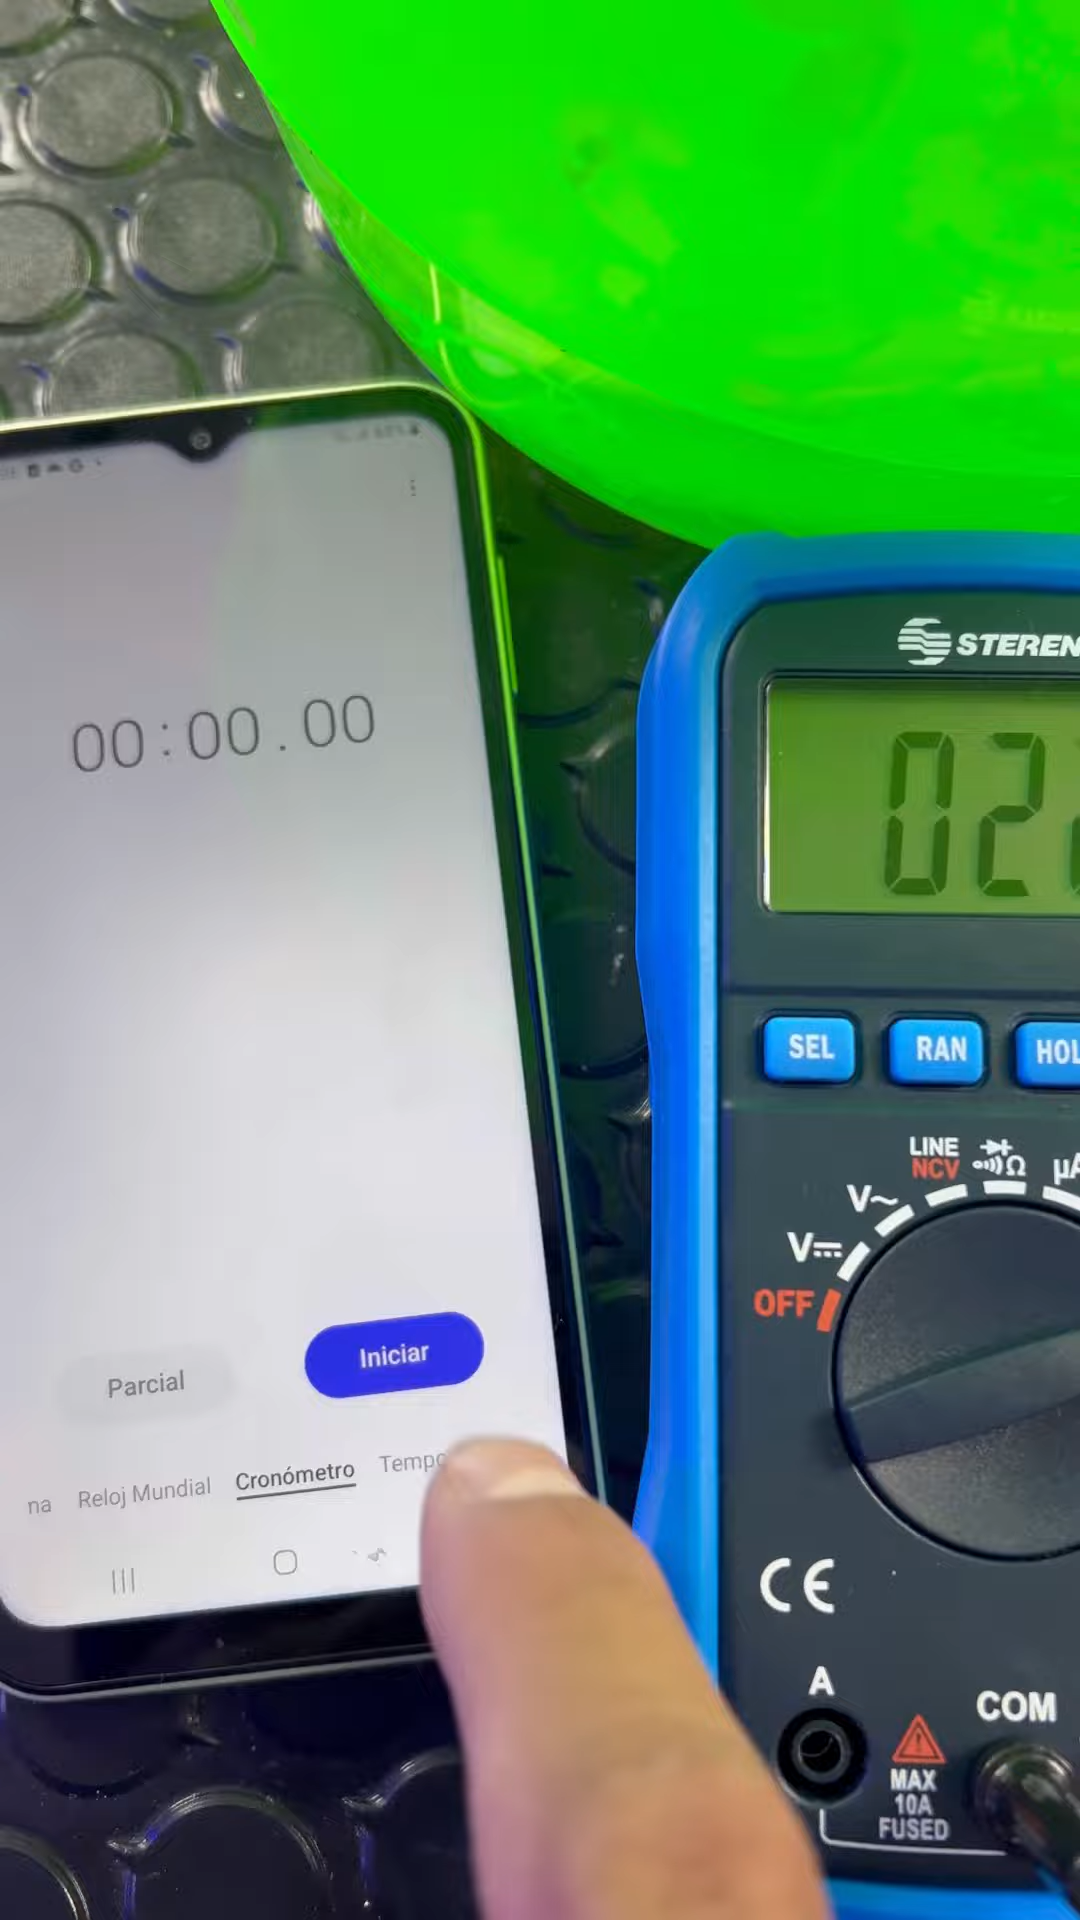 00:00.00
Parcial
Iniciar
na
Reloj Mundial
Cronómetro
Tempo
STEREN
02
SEL
RAN
HOL
LINE
NCV
Ω
µA
V~
V
OFF
CE
A
COM
MAX
10A
FUSED